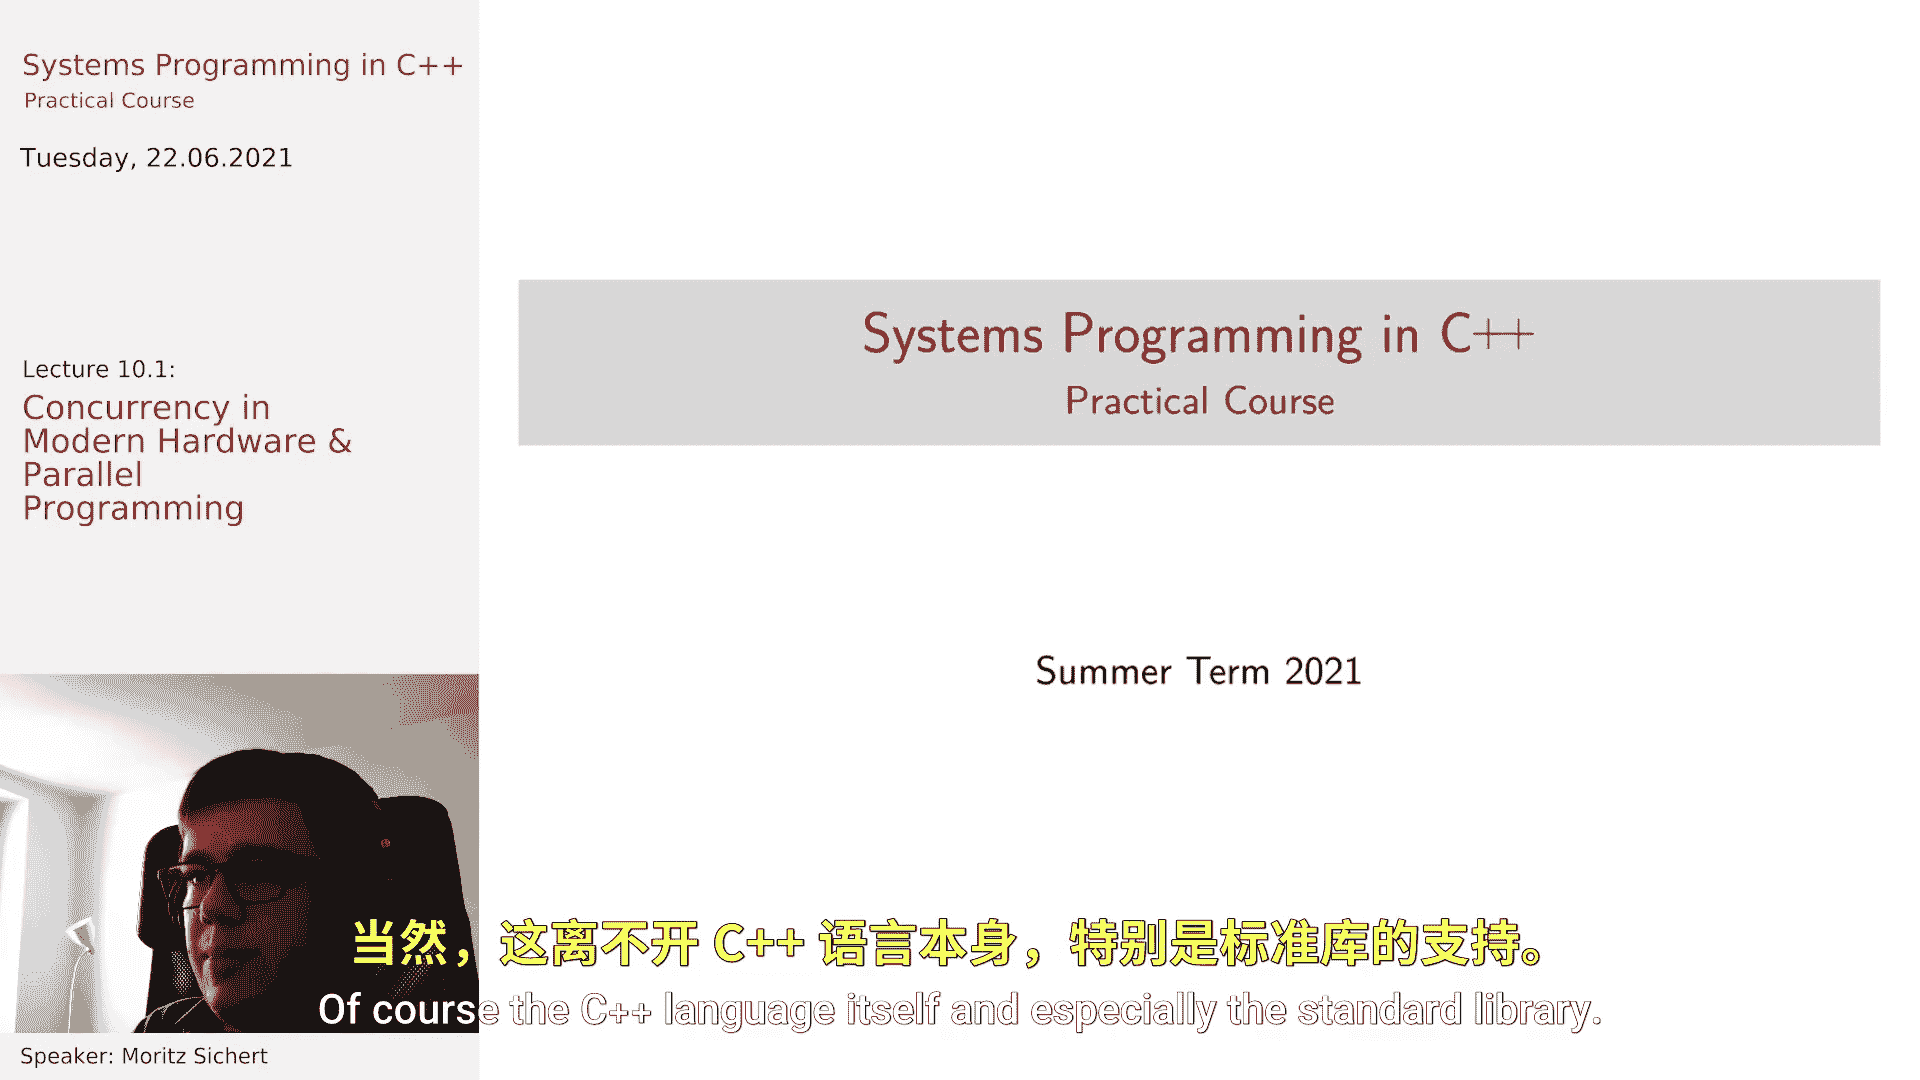 Systems Programming in C++
Practical Course
Tuesday, 22.06.2021
Lecture 10.1:
Concurrency in
Modern Hardware &
Parallel
Programming
Systems Programming in C++
Practical Course
Summer Term 2021
当然，这离不开 C++ 语言本身，特别是标准库的支持。
Of course the C++ language itself and especially the standard library.
Speaker: Moritz Sichert